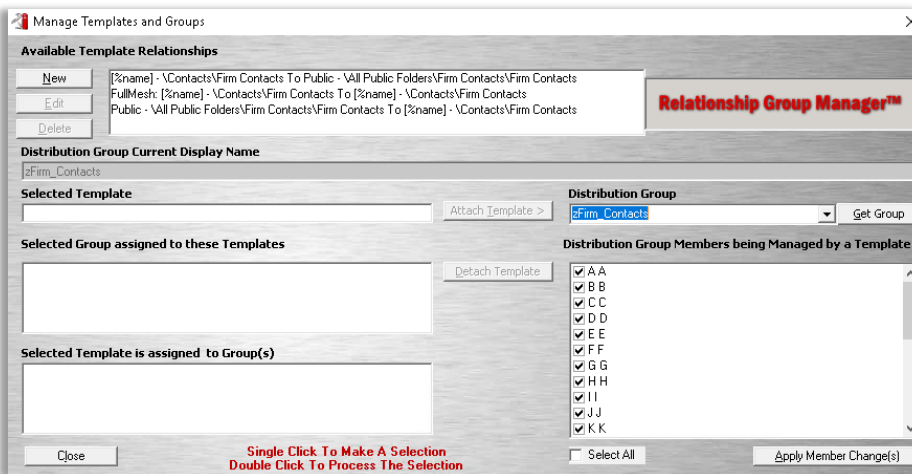 Manage Templates and Groups
Available Template Relationships
New
Edit
Delete
[%name] - \Contacts\Firm Contacts To Public - \All Public Folders\Firm Contacts\Firm Contacts
FullMesh: [%name] - \Contacts\Firm Contacts To [%name] - \Contacts\Firm Contacts
Public - \All Public Folders\Firm Contacts\Firm Contacts To [%name] - \Contacts\Firm Contacts
Relationship Group Manager™
Distribution Group Current Display Name
zFirm_Contacts
Selected Template
Attach Template >
Distribution Group
zFirm_Contacts
Get Group
Selected Group assigned to these Templates
Detach Template
Distribution Group Members being Managed by a Template
A A
B B
C C
D D
E E
F F
G G
H H
I I
J J
K K
Selected Template is assigned to Group(s)
Close
Single Click To Make A Selection
Double Click To Process The Selection
Select All
Apply Member Change(s)